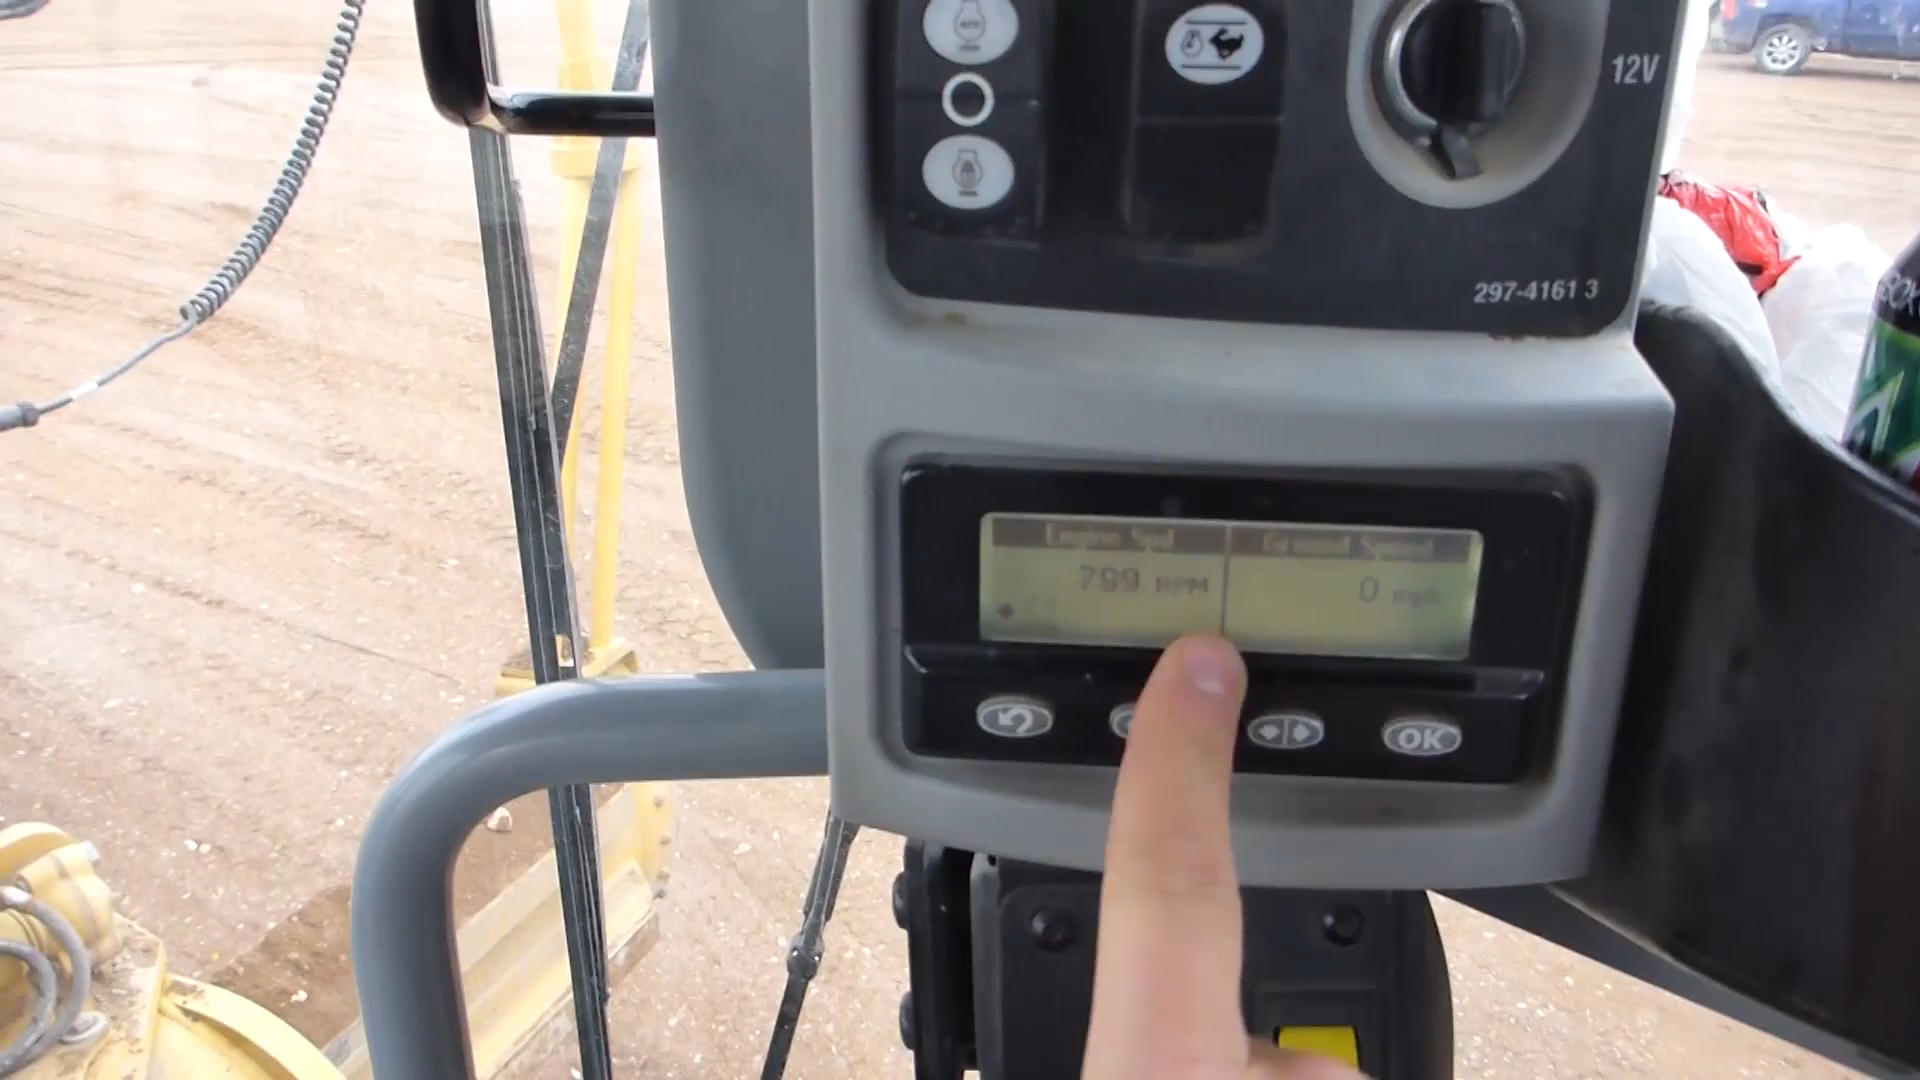 12V
297-4161 3
Engine Spd
Ground Speed
799 RPM
0 mph
OK